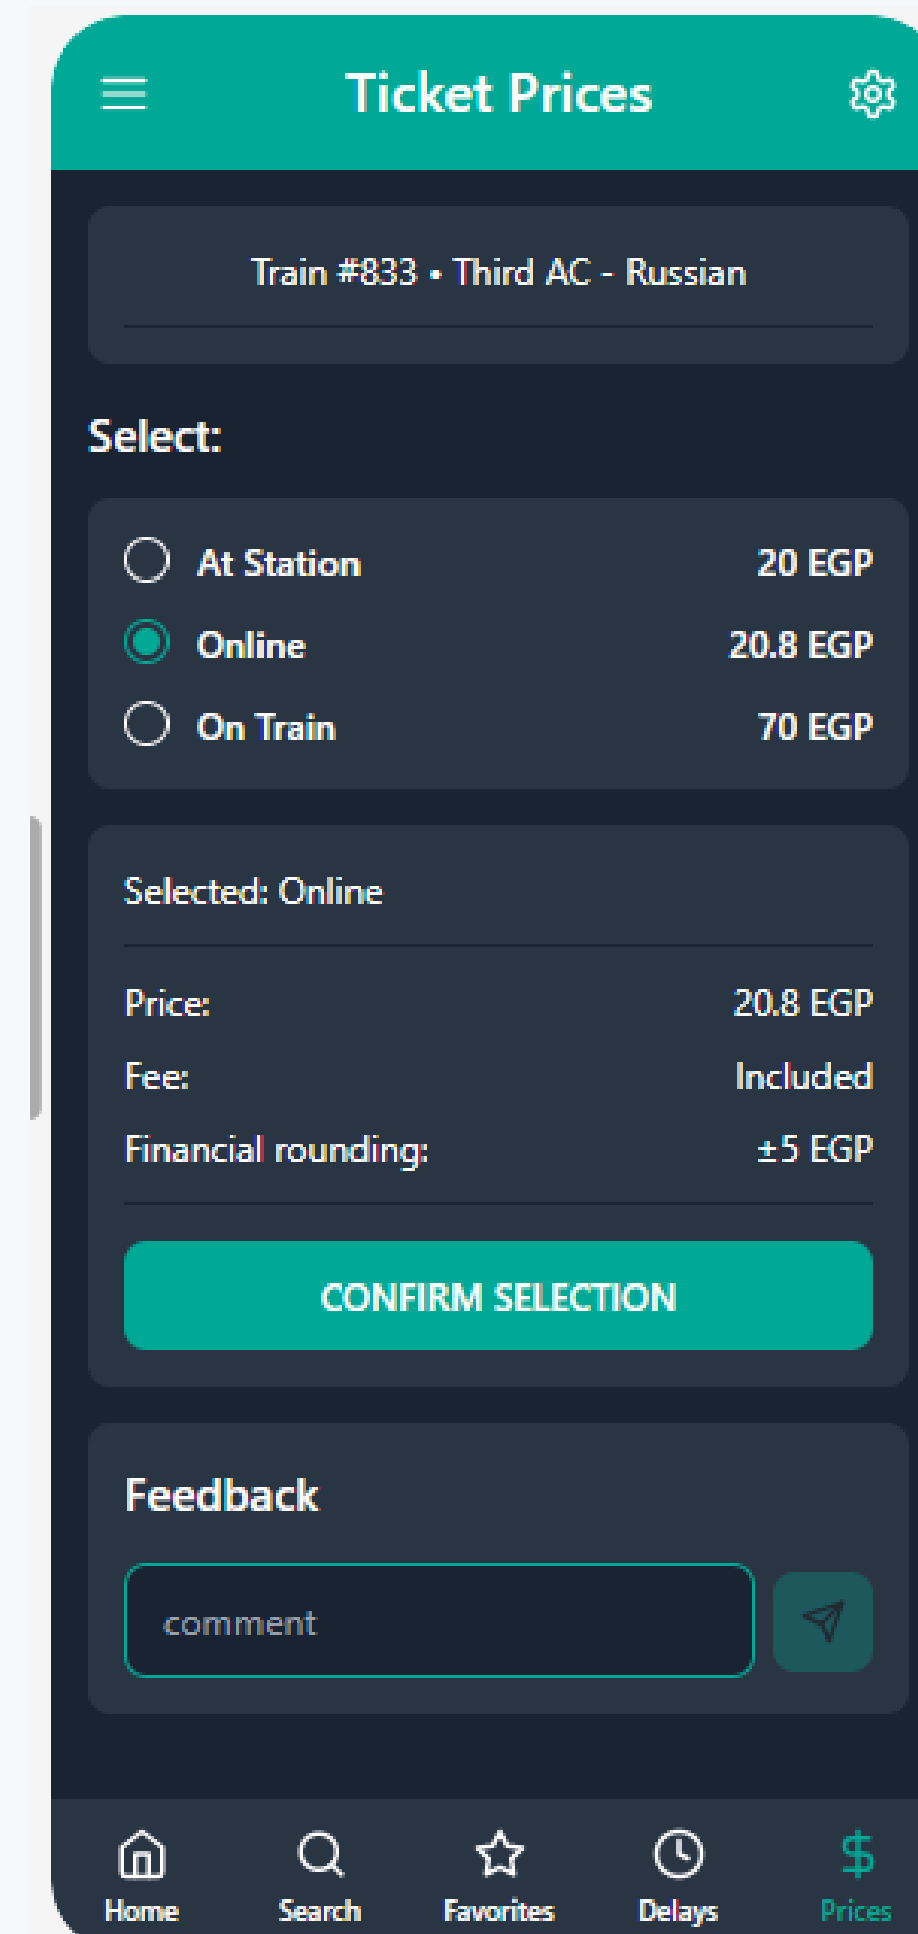 Ticket Prices
Train #833 • Third AC - Russian
Select:
At Station 20 EGP
Online 20.8 EGP
On Train 70 EGP
Selected: Online
Price: 20.8 EGP
Fee: Included
Financial rounding: ±5 EGP
CONFIRM SELECTION
Feedback
comment
Home Search Favorites Delays Prices